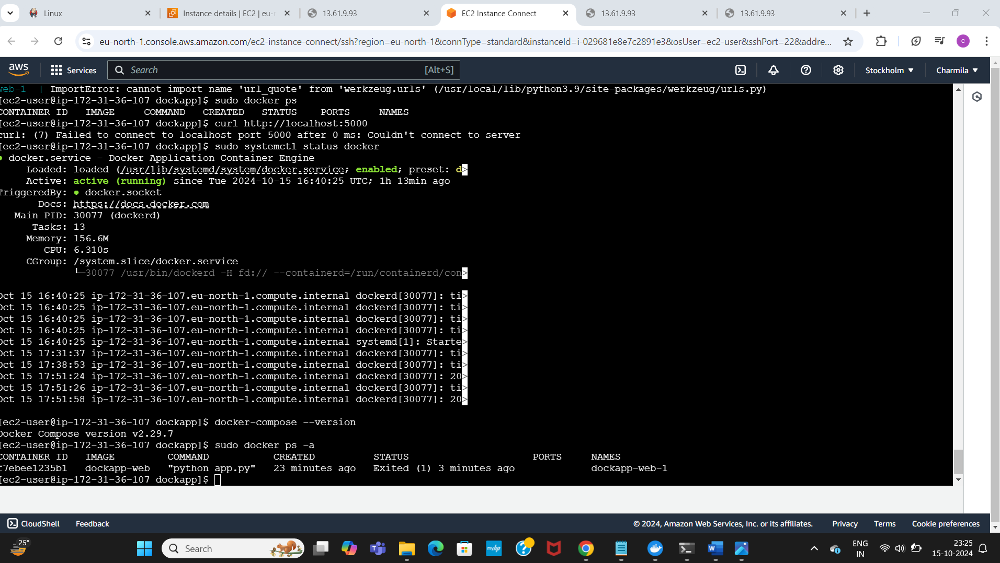 Linux
Instance details | EC2 | eu-n
13.61.9.93
EC2 Instance Connect
13.61.9.93
13.61.9.93
eu-north-1.console.aws.amazon.com/ec2-instance-connect/ssh?region=eu-north-1&connType=standard&instanceId=i-029681e8e7c2891e3&osUser=ec2-user&sshPort=22&addre...
c
aws
Services
Search
[Alt+S]
Stockholm
Charmila
web-1 | ImportError: cannot import name 'url_quote' from 'werkzeug.urls' (/usr/local/lib/python3.9/site-packages/werkzeug/urls.py)
[ec2-user@ip-172-31-36-107 dockapp]$ sudo docker ps
CONTAINER ID IMAGE COMMAND CREATED STATUS PORTS NAMES
[ec2-user@ip-172-31-36-107 dockapp]$ curl http://localhost:5000
curl: (7) Failed to connect to localhost port 5000 after 0 ms: Couldn't connect to server
[ec2-user@ip-172-31-36-107 dockapp]$ sudo systemctl status docker
● docker.service - Docker Application Container Engine
Loaded: loaded (/usr/lib/systemd/system/docker.service; enabled; preset: d>
Active: active (running) since Tue 2024-10-15 16:40:25 UTC; 1h 13min ago
TriggeredBy: ● docker.socket
Docs: https://docs.docker.com
Main PID: 30077 (dockerd)
Tasks: 13
Memory: 156.6M
CPU: 6.310s
CGroup: /system.slice/docker.service
└─30077 /usr/bin/dockerd -H fd:// --containerd=/run/containerd/con>
Oct 15 16:40:25 ip-172-31-36-107.eu-north-1.compute.internal dockerd[30077]: ti>
Oct 15 16:40:25 ip-172-31-36-107.eu-north-1.compute.internal dockerd[30077]: ti>
Oct 15 16:40:25 ip-172-31-36-107.eu-north-1.compute.internal dockerd[30077]: ti>
Oct 15 16:40:25 ip-172-31-36-107.eu-north-1.compute.internal dockerd[30077]: ti>
Oct 15 16:40:25 ip-172-31-36-107.eu-north-1.compute.internal systemd[1]: Starte>
Oct 15 17:31:37 ip-172-31-36-107.eu-north-1.compute.internal dockerd[30077]: ti>
Oct 15 17:38:53 ip-172-31-36-107.eu-north-1.compute.internal dockerd[30077]: ti>
Oct 15 17:51:24 ip-172-31-36-107.eu-north-1.compute.internal dockerd[30077]: 20>
Oct 15 17:51:26 ip-172-31-36-107.eu-north-1.compute.internal dockerd[30077]: ti>
Oct 15 17:51:58 ip-172-31-36-107.eu-north-1.compute.internal dockerd[30077]: 20>
[ec2-user@ip-172-31-36-107 dockapp]$ docker-compose --version
Docker Compose version v2.29.7
[ec2-user@ip-172-31-36-107 dockapp]$ sudo docker ps -a
CONTAINER ID IMAGE COMMAND CREATED STATUS PORTS NAMES
f7ebee1235b1 dockapp-web "python app.py" 23 minutes ago Exited (1) 3 minutes ago dockapp-web-1
[ec2-user@ip-172-31-36-107 dockapp]$
CloudShell
Feedback
© 2024, Amazon Web Services, Inc. or its affiliates.
Privacy
Terms
Cookie preferences
25°
Search
myhp
ENG
IN
23:25
15-10-2024